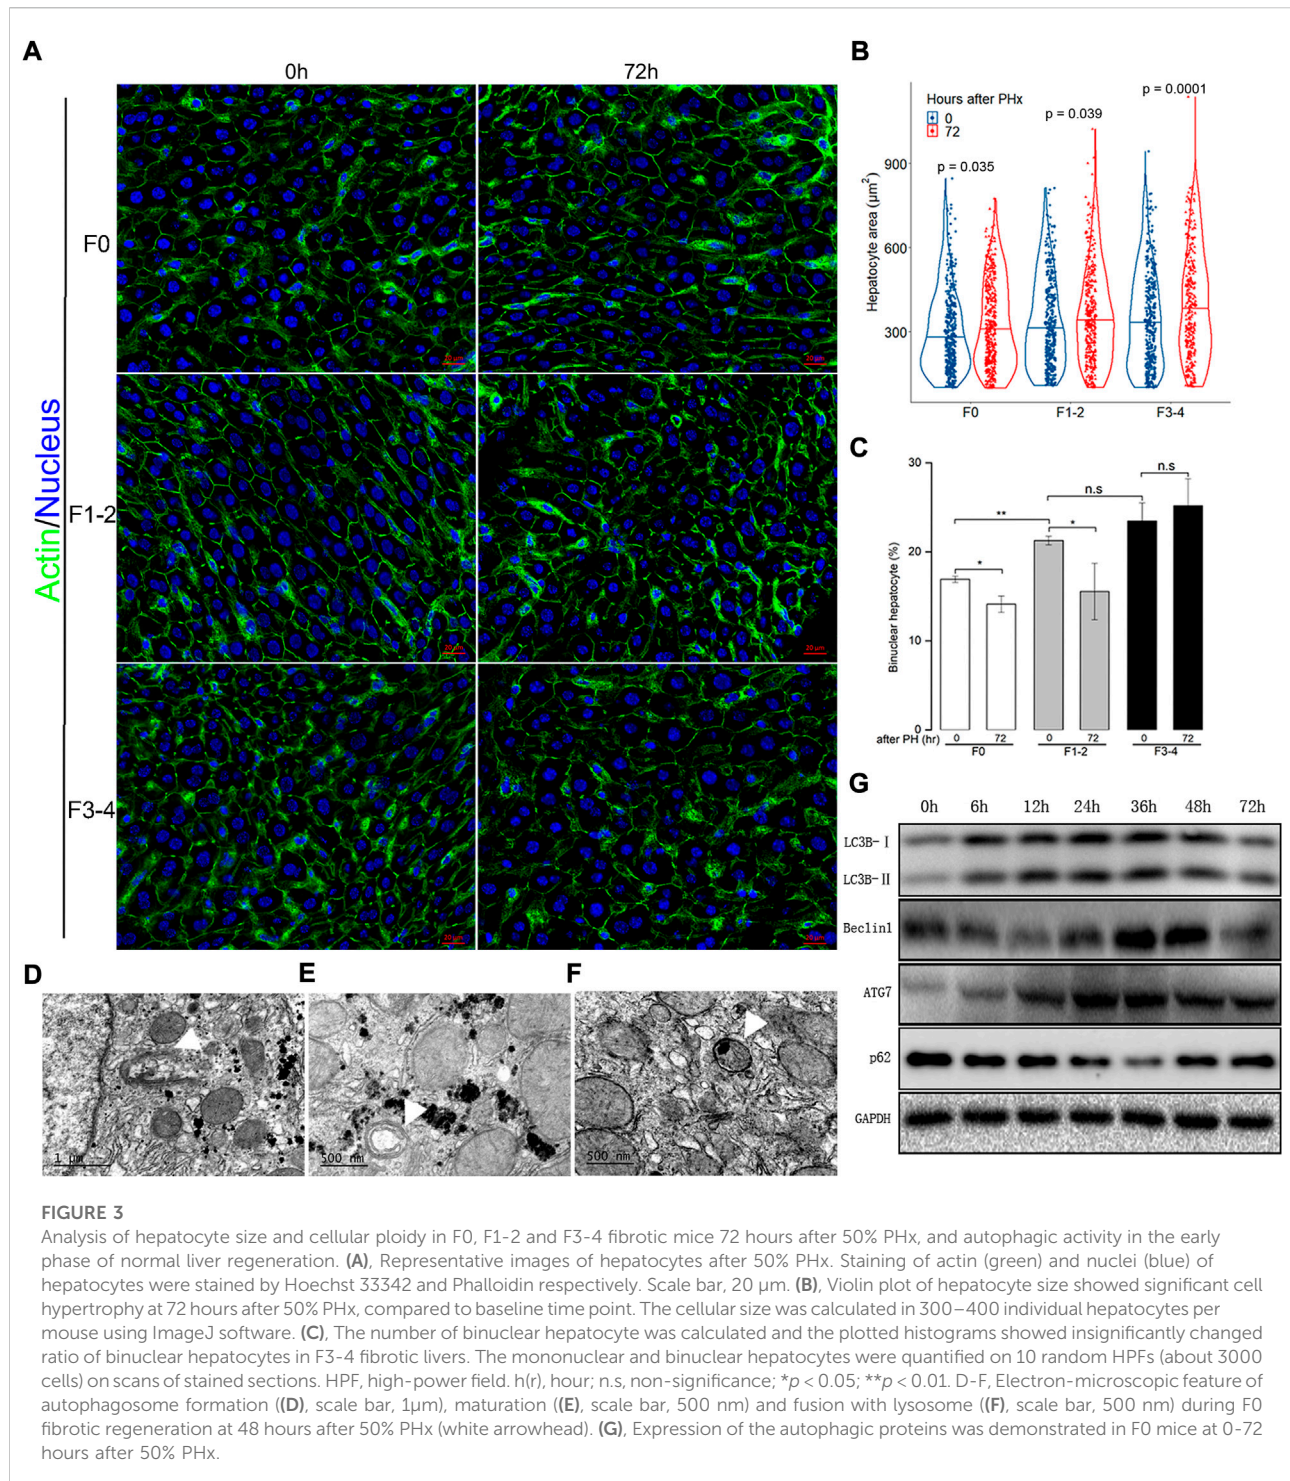 A
0h
72h
F0
F1-2
F3-4
Actin/Nucleus
20 µm
20 µm
20 µm
20 µm
20 µm
20 µm
B
Hours after PHx
0
72
p = 0.035
p = 0.039
p = 0.0001
Hepatocyte area (µm²)
900
600
300
F0
F1-2
F3-4
C
Binuclear hepatocyte (%)
30
20
10
0
*
**
*
n.s
n.s
after PH (hr)
0
72
0
72
0
72
F0
F1-2
F3-4
D
1 µm
E
500 nm
F
500 nm
G
0h 6h 12h 24h 36h 48h 72h
LC3B-Ⅰ
LC3B-Ⅱ
Beclin1
ATG7
p62
GAPDH
FIGURE 3
Analysis of hepatocyte size and cellular ploidy in F0, F1-2 and F3-4 fibrotic mice 72 hours after 50% PHx, and autophagic activity in the early
phase of normal liver regeneration. (A), Representative images of hepatocytes after 50% PHx. Staining of actin (green) and nuclei (blue) of
hepatocytes were stained by Hoechst 33342 and Phalloidin respectively. Scale bar, 20 µm. (B), Violin plot of hepatocyte size showed significant cell
hypertrophy at 72 hours after 50% PHx, compared to baseline time point. The cellular size was calculated in 300–400 individual hepatocytes per
mouse using ImageJ software. (C), The number of binuclear hepatocyte was calculated and the plotted histograms showed insignificantly changed
ratio of binuclear hepatocytes in F3-4 fibrotic livers. The mononuclear and binuclear hepatocytes were quantified on 10 random HPFs (about 3000
cells) on scans of stained sections. HPF, high-power field. h(r), hour; n.s, non-significance; *p < 0.05; **p < 0.01. D-F, Electron-microscopic feature of
autophagosome formation ((D), scale bar, 1µm), maturation ((E), scale bar, 500 nm) and fusion with lysosome ((F), scale bar, 500 nm) during F0
fibrotic regeneration at 48 hours after 50% PHx (white arrowhead). (G), Expression of the autophagic proteins was demonstrated in F0 mice at 0-72
hours after 50% PHx.